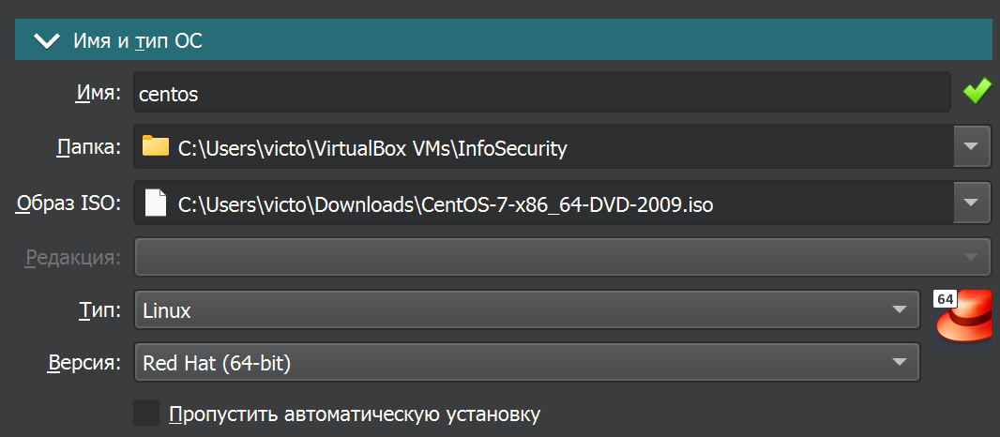 Имя и тип ОС
Имя: centos
Папка: C:\Users\victo\VirtualBox VMs\InfoSecurity
Образ ISO: C:\Users\victo\Downloads\CentOS-7-x86_64-DVD-2009.iso
Редакция:
Тип: Linux
64
Версия: Red Hat (64-bit)
Пропустить автоматическую установку